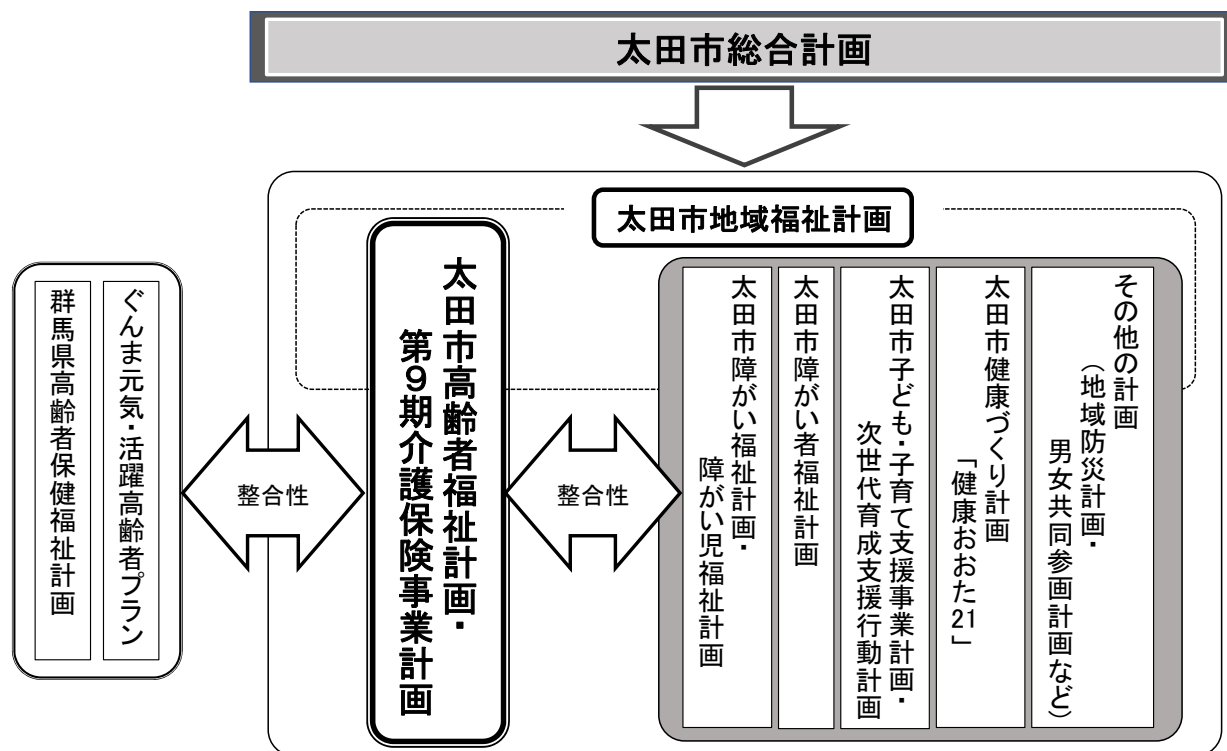 太田市総合計画
太田市地域福祉計画
ぐんま元気・活躍高齢者プラン
群馬県高齢者保健福祉計画
整合性
太田市高齢者福祉計画・
第9期介護保険事業計画
整合性
その他の計画
（地域防災計画・
男女共同参画計画など）
太田市健康づくり計画
「健康おおた21」
太田市子ども・子育て支援事業計画・
次世代育成支援行動計画
太田市障がい者福祉計画
太田市障がい福祉計画・
障がい児福祉計画